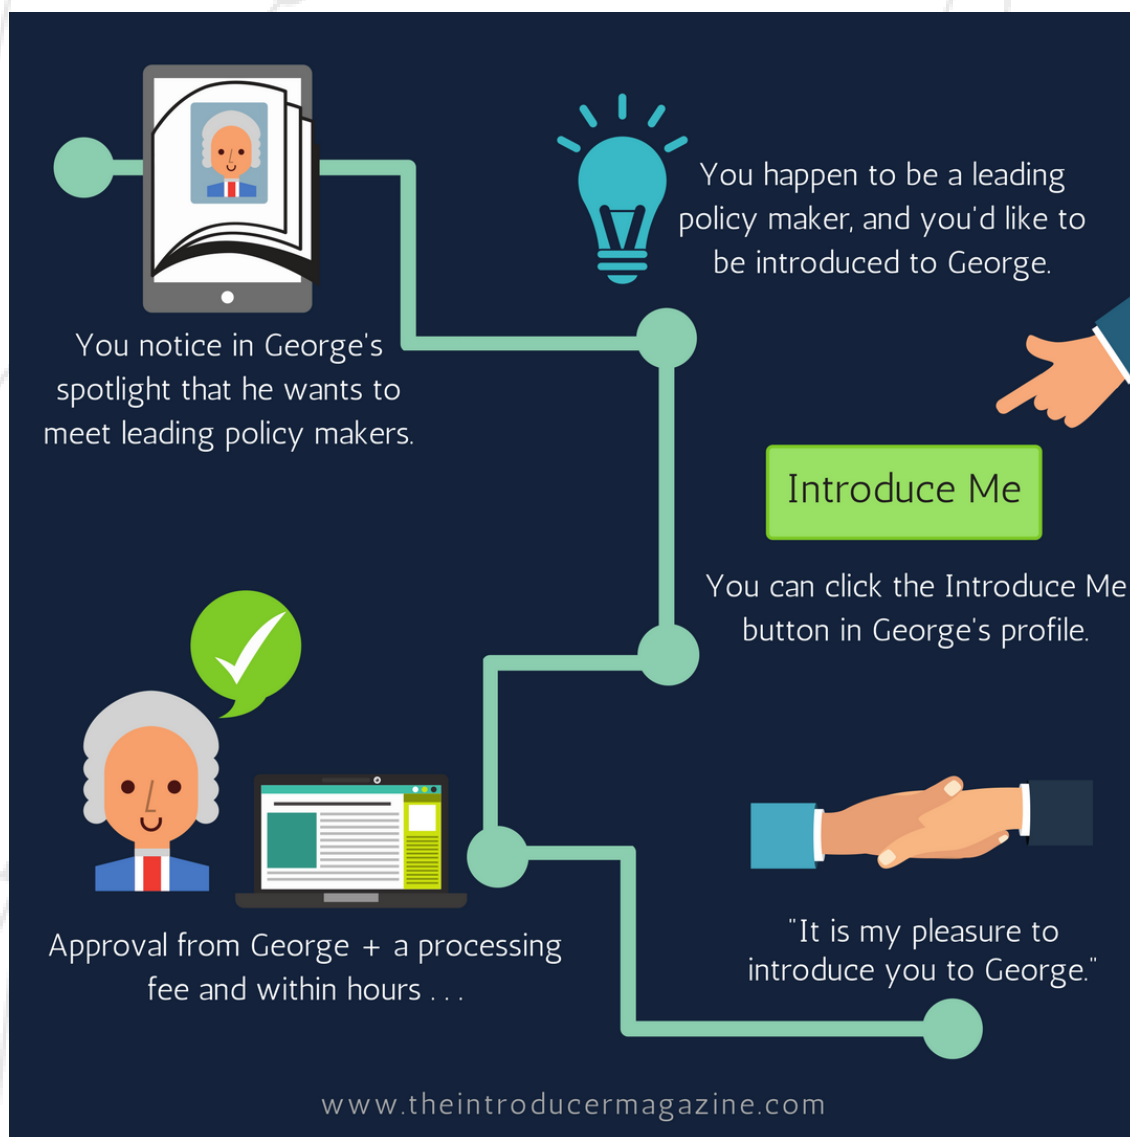 You notice in George's
spotlight that he wants to
meet leading policy makers.
You happen to be a leading
policy maker, and you'd like to
be introduced to George.
Introduce Me
You can click the Introduce Me
button in George's profile.
Approval from George + a processing
fee and within hours . . .
"It is my pleasure to
introduce you to George."
www.theintroducermagazine.com